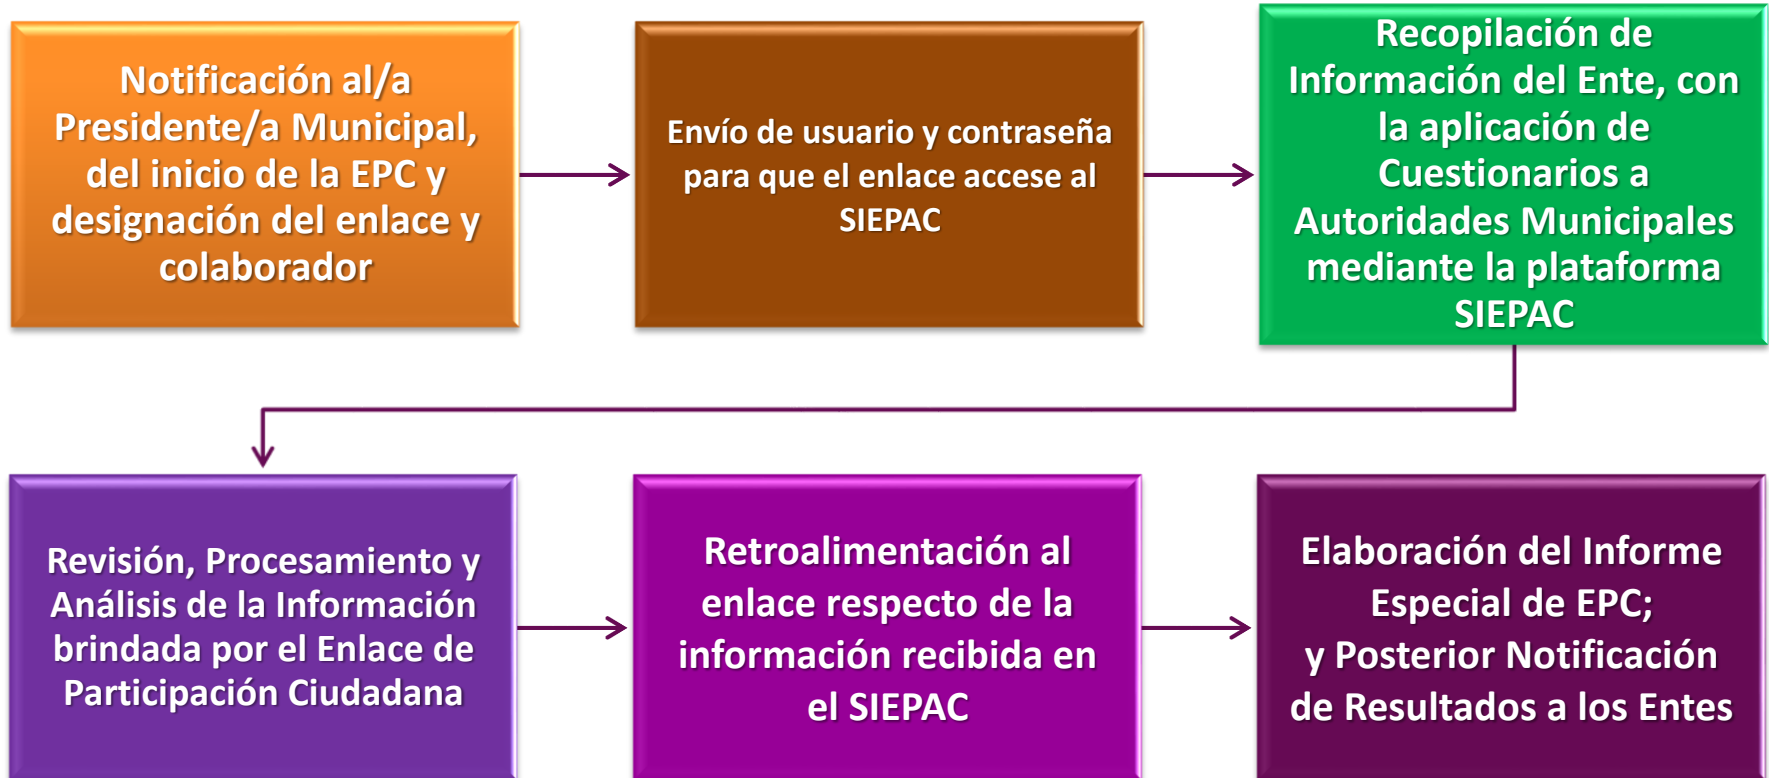 Notificación al/a
Presidente/a Municipal,
del inicio de la EPC y
designación del enlace y
colaborador
Envío de usuario y contraseña
para que el enlace accese al
SIEPAC
Recopilación de
Información del Ente, con
la aplicación de
Cuestionarios a
Autoridades Municipales
mediante la plataforma
SIEPAC
Revisión, Procesamiento y
Análisis de la Información
brindada por el Enlace de
Participación Ciudadana
Retroalimentación al
enlace respecto de la
información recibida en
el SIEPAC
Elaboración del Informe
Especial de EPC;
y Posterior Notificación
de Resultados a los Entes